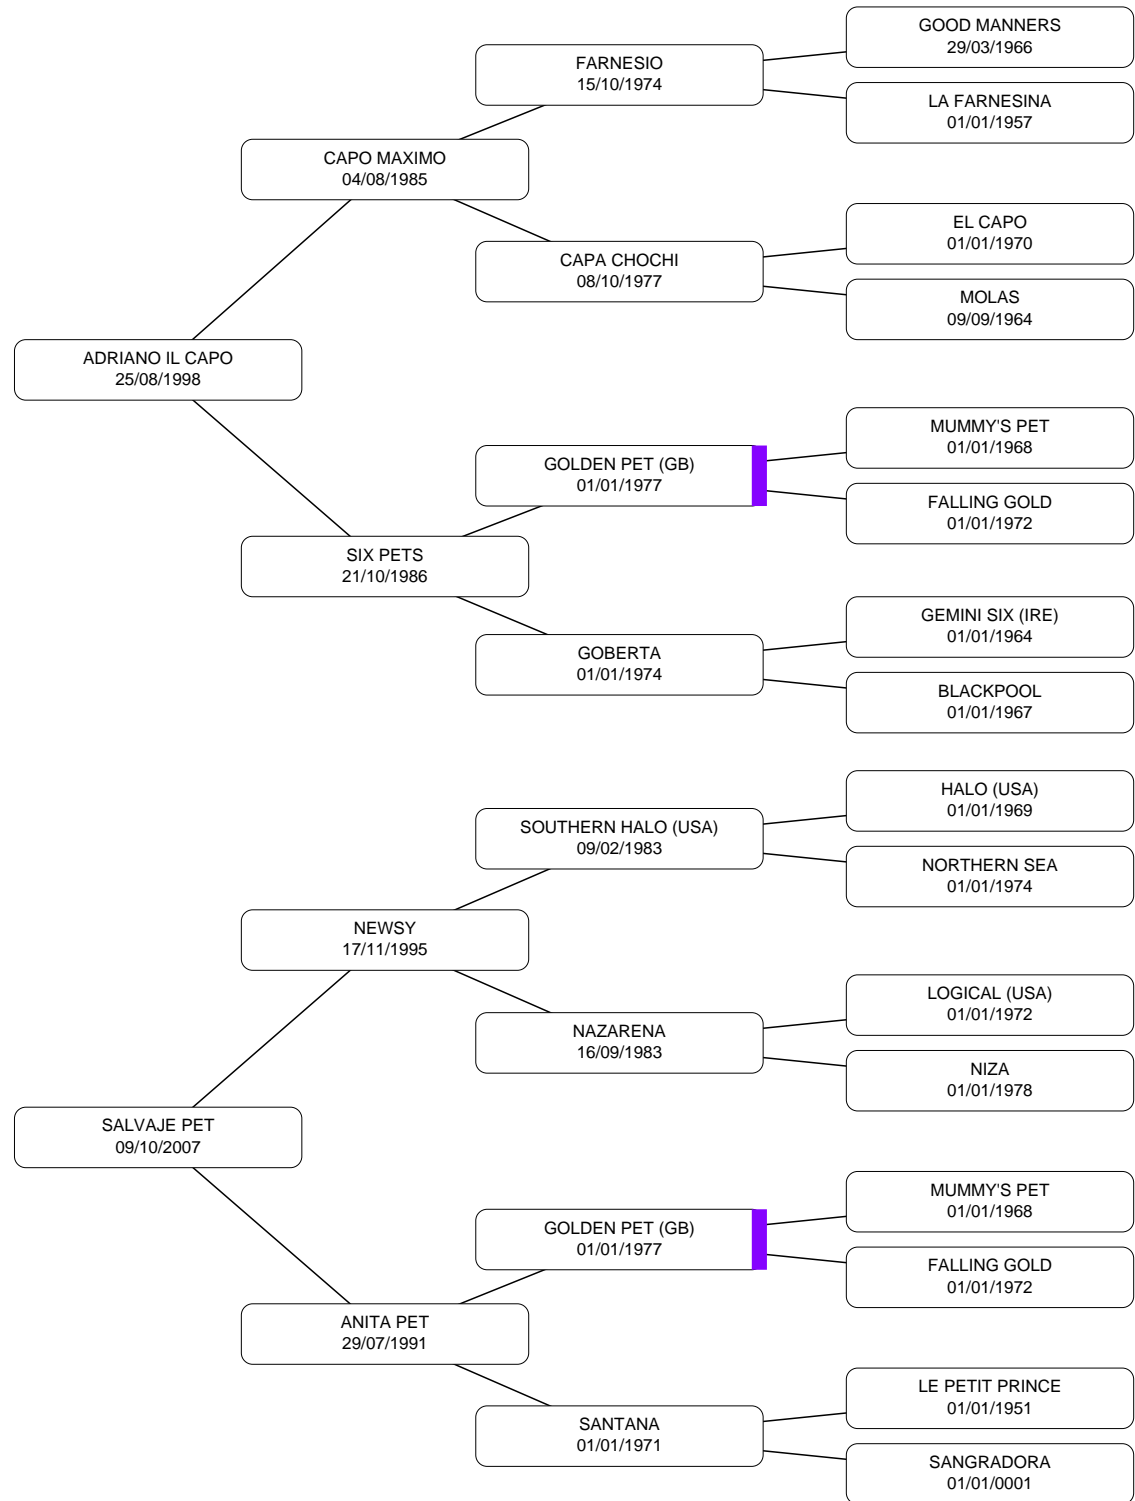 GOOD MANNERS
29/03/1966
FARNESIO
15/10/1974
LA FARNESINA
01/01/1957
CAPO MAXIMO
04/08/1985
EL CAPO
01/01/1970
CAPA CHOCHI
08/10/1977
MOLAS
09/09/1964
ADRIANO IL CAPO
25/08/1998
MUMMY'S PET
01/01/1968
GOLDEN PET (GB)
01/01/1977
FALLING GOLD
01/01/1972
SIX PETS
21/10/1986
GEMINI SIX (IRE)
01/01/1964
GOBERTA
01/01/1974
BLACKPOOL
01/01/1967
HALO (USA)
01/01/1969
SOUTHERN HALO (USA)
09/02/1983
NORTHERN SEA
01/01/1974
NEWSY
17/11/1995
LOGICAL (USA)
01/01/1972
NAZARENA
16/09/1983
NIZA
01/01/1978
SALVAJE PET
09/10/2007
MUMMY'S PET
01/01/1968
GOLDEN PET (GB)
01/01/1977
FALLING GOLD
01/01/1972
ANITA PET
29/07/1991
LE PETIT PRINCE
01/01/1951
SANTANA
01/01/1971
SANGRADORA
01/01/0001